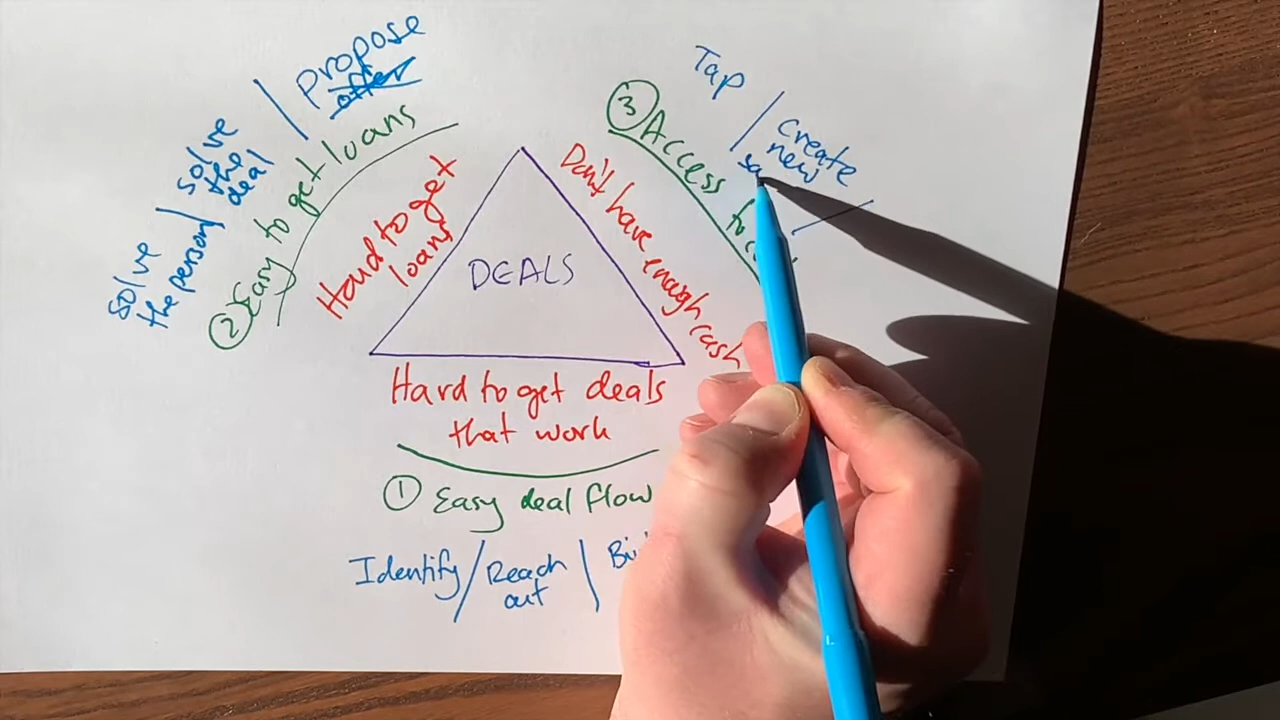 Propose
offer
solve
the
deal
solve
the person
② Easy to get loans
Hard to get
loans
DEALS
Tap
create
new
③ Access
Don't have enough cash
Hard to get deals
that work
① Easy deal flow
Identify
Reach
out